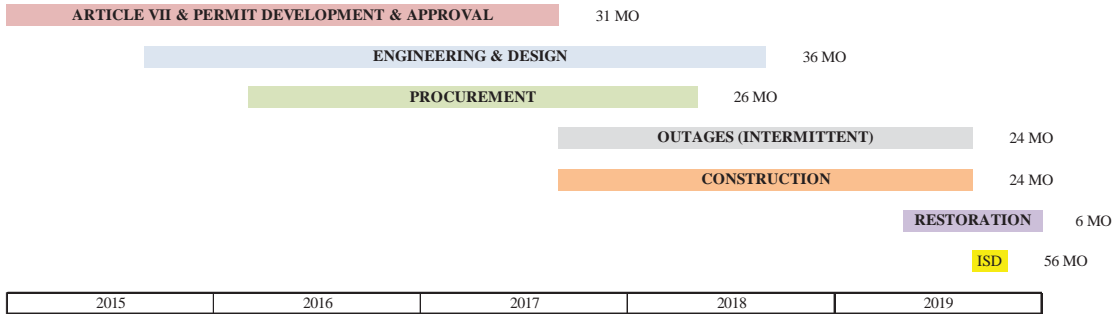 ARTICLE VII & PERMIT DEVELOPMENT & APPROVAL 31 MO
ENGINEERING & DESIGN 36 MO
PROCUREMENT 26 MO
OUTAGES (INTERMITTENT) 24 MO
CONSTRUCTION 24 MO
RESTORATION 6 MO
ISD 56 MO
2015 2016 2017 2018 2019